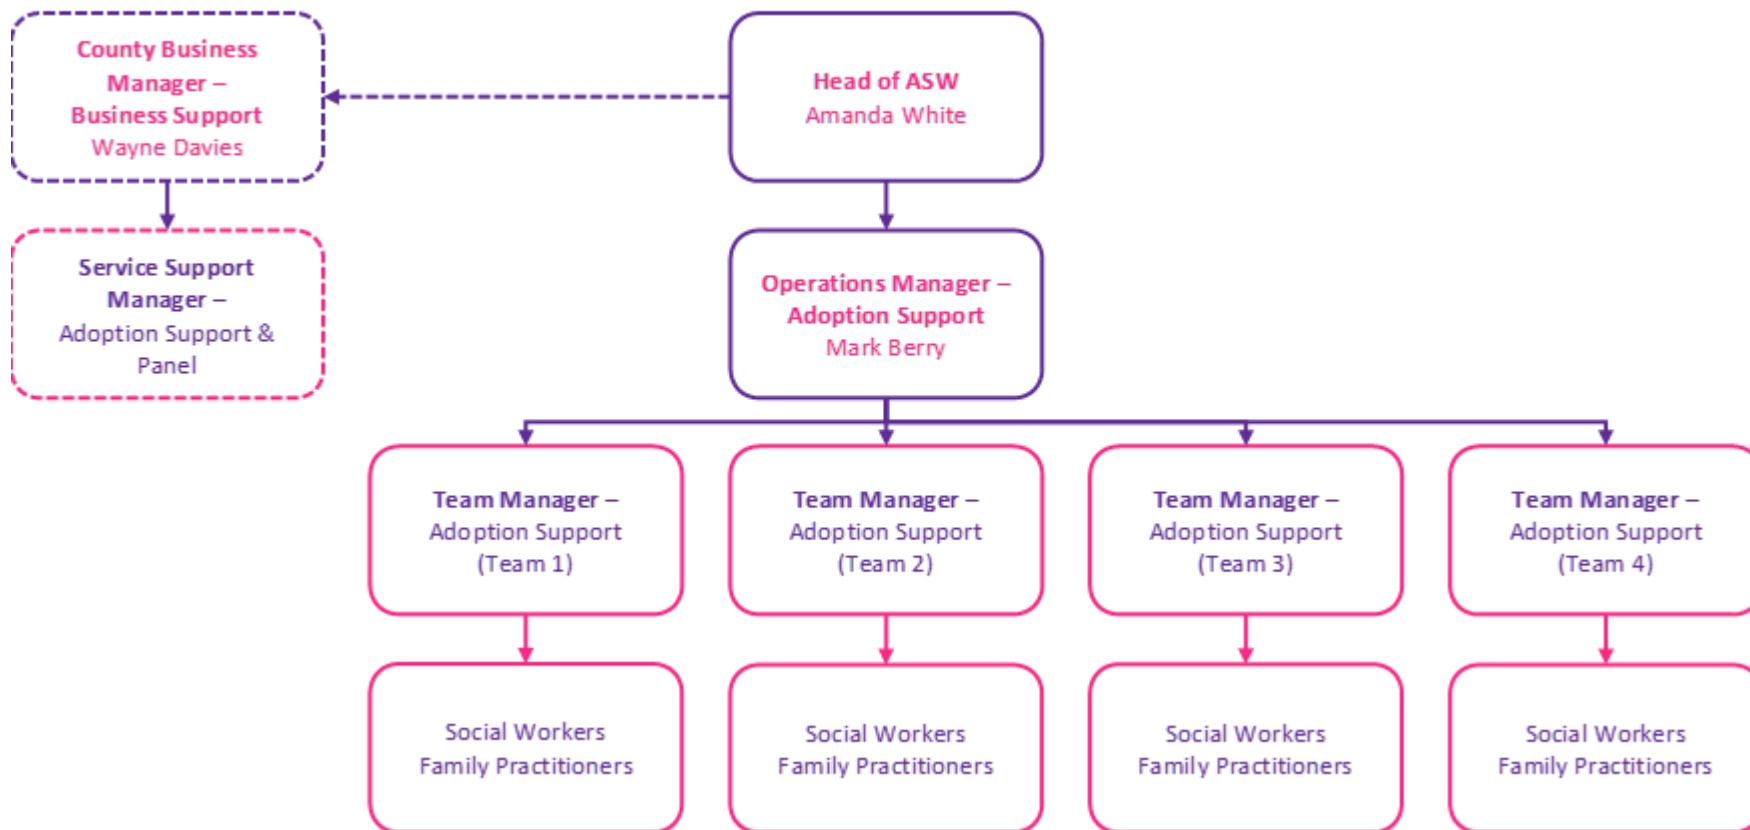 County Business
Manager –
Business Support
Wayne Davies
Head of ASW
Amanda White
Service Support
Manager –
Adoption Support &
Panel
Operations Manager –
Adoption Support
Mark Berry
Team Manager –
Adoption Support
(Team 1)
Team Manager –
Adoption Support
(Team 2)
Team Manager –
Adoption Support
(Team 3)
Team Manager –
Adoption Support
(Team 4)
Social Workers
Family Practitioners
Social Workers
Family Practitioners
Social Workers
Family Practitioners
Social Workers
Family Practitioners